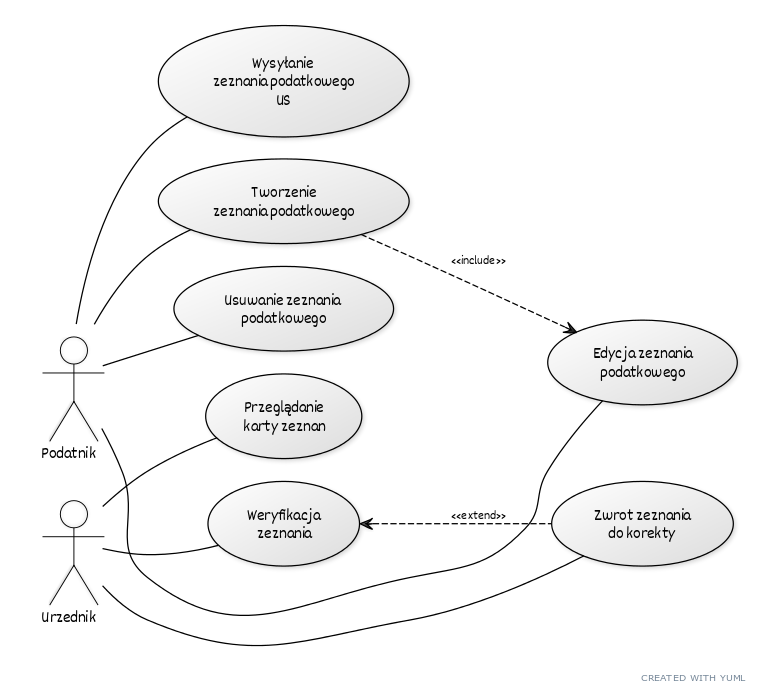 Wysyłanie
zeznania podatkowego
US
Tworzenie
zeznania podatkowego
<<include>>
Usuwanie zeznania
podatkowego
Edycja zeznania
podatkowego
Podatnik
Przeglądanie
karty zeznan
Weryfikacja
zeznania
<<extend>>
Zwrot zeznania
do korekty
Urzednik
CREATED WITH YUML